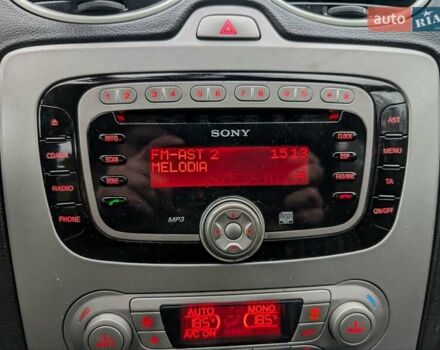 auto RIA
1 2 3 4 5 6 7 8 9 0 * #
SONY
INFO
CLOCK
AST
CD/AUX
SCAN
FM-AST 2 15:13
DSP
MENU
RADIO
MELODIA
TA
PHONE
MP3
ON/OFF
AUTO MONO
18.5 18.5
A/C ON